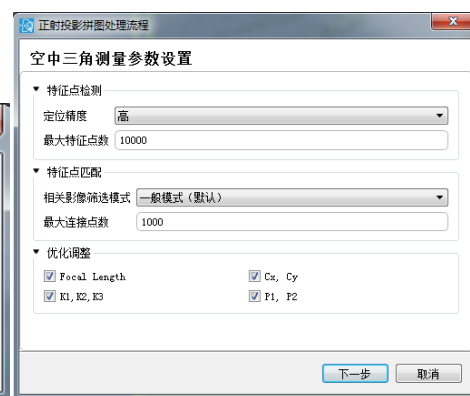 正射投影拼图处理流程
空中三角测量参数设置
特征点检测
定位精度 高
最大特征点数 10000
特征点匹配
相关影像筛选模式 一般模式（默认）
最大连接点数 1000
优化调整
Focal Length Cx, Cy
K1,K2,K3 P1, P2
下一步 取消